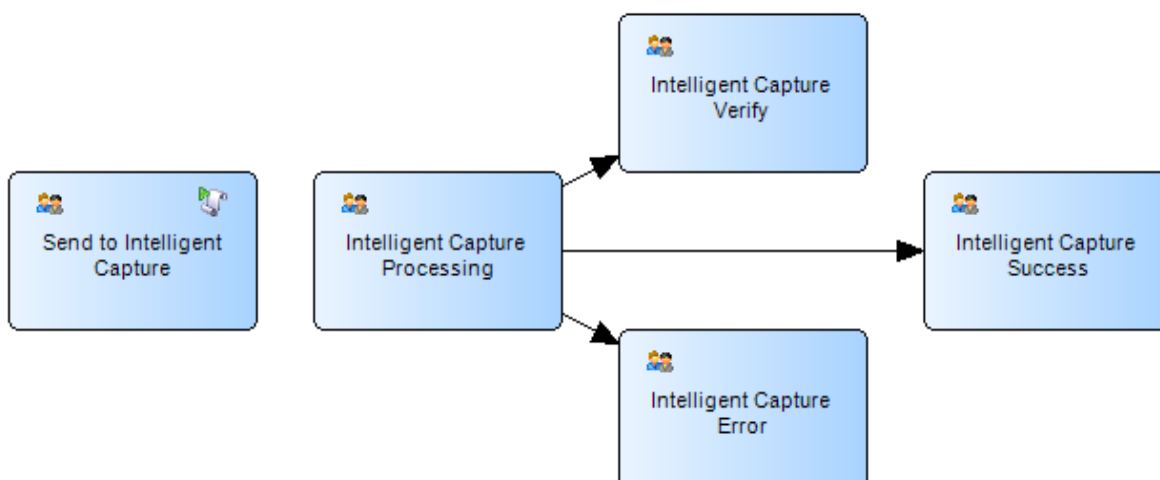 Intelligent Capture
Verify
Send to Intelligent
Capture
Intelligent Capture
Processing
Intelligent Capture
Success
Intelligent Capture
Error